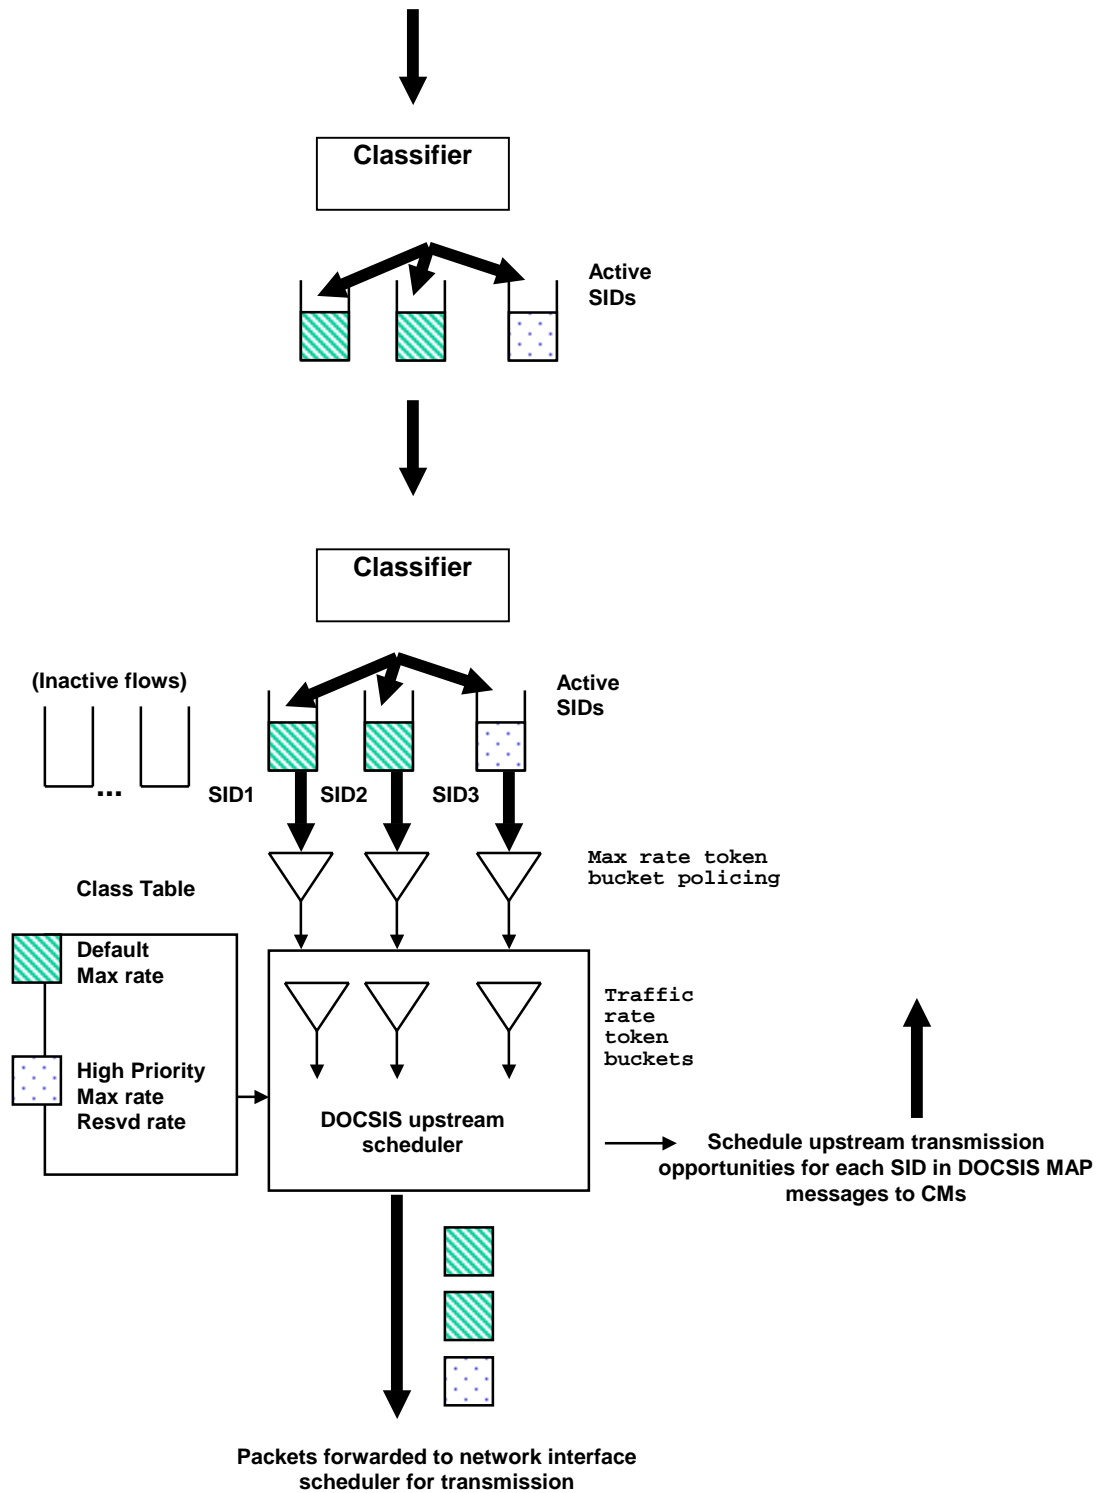 Classifier
Active
SIDs
Classifier
(Inactive flows)
Active
SIDs
...
SID1
SID2
SID3
Max rate token
bucket policing
Class Table
Default
Max rate
High Priority
Max rate
Resvd rate
Traffic
rate
token
buckets
DOCSIS upstream
scheduler
Schedule upstream transmission
opportunities for each SID in DOCSIS MAP
messages to CMs
Packets forwarded to network interface
scheduler for transmission